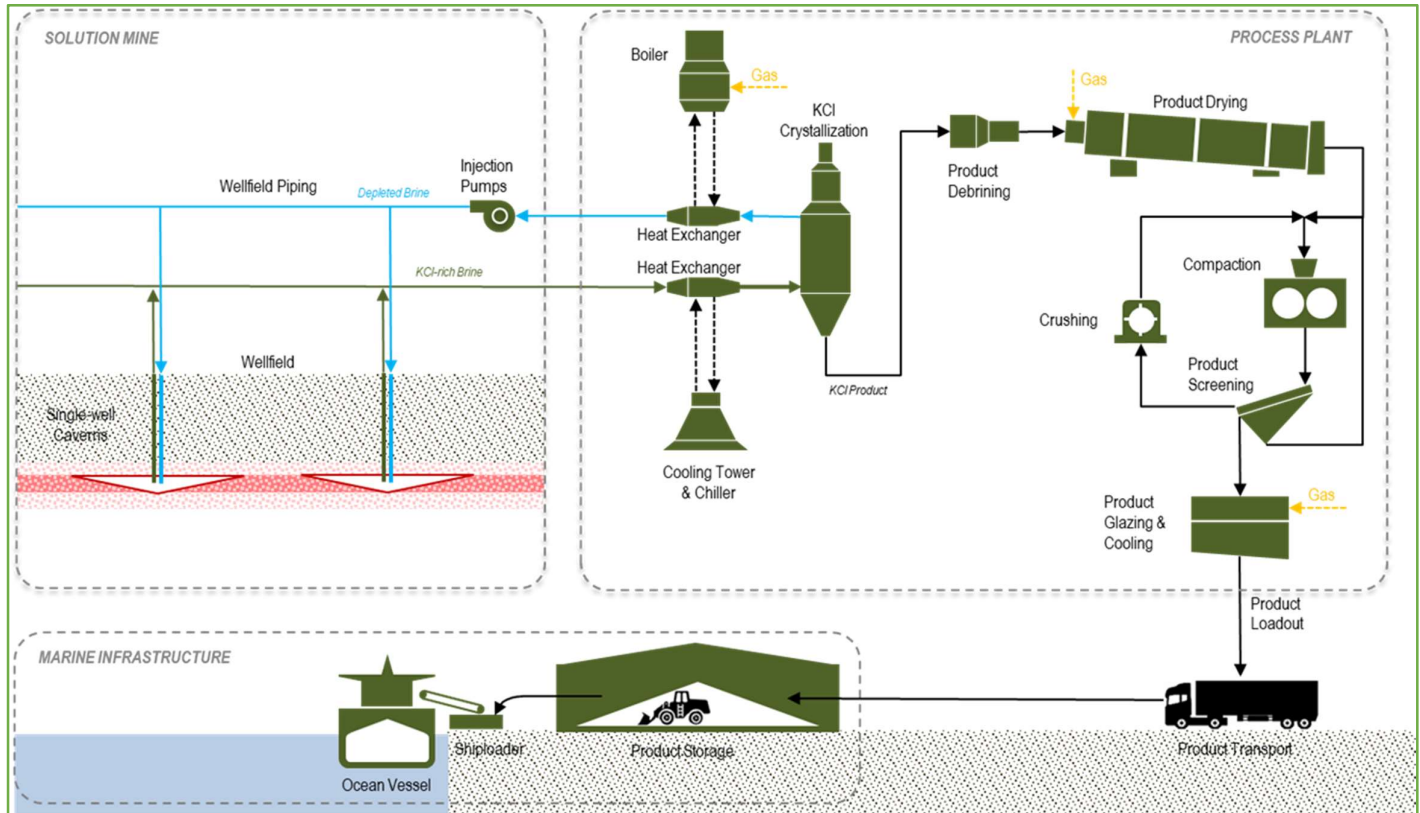 SOLUTION MINE
PROCESS PLANT
Boiler
Gas
KCl
Crystallization
Gas
Product Drying
Product
Debrining
Injection
Pumps
Wellfield Piping
Depleted Brine
Heat Exchanger
Heat Exchanger
KCl-rich Brine
Compaction
Crushing
Wellfield
Product
Screening
KCl Product
Single-well
Caverns
Cooling Tower
& Chiller
Gas
Product
Glazing &
Cooling
Product
Loadout
MARINE INFRASTRUCTURE
Shiploader
Product Storage
Product Transport
Ocean Vessel